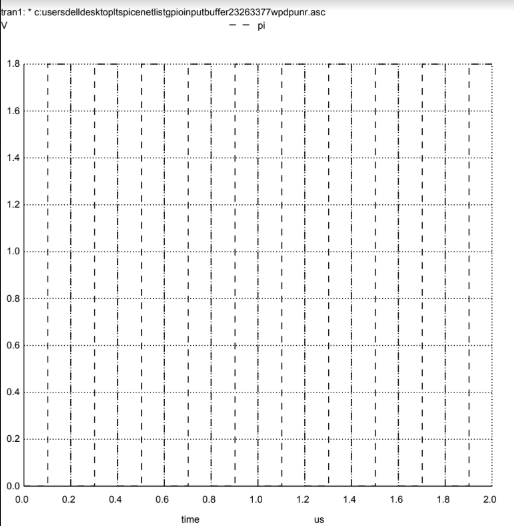 tran1: * c:usersdelldesktopltspicenetlistgpioinputbuffer23263377wpdpunr.asc
V
pi
1.8
1.6
1.4
1.2
1.0
0.8
0.6
0.4
0.2
0.0
0.0 0.2 0.4 0.6 0.8 1.0 1.2 1.4 1.6 1.8 2.0
time us